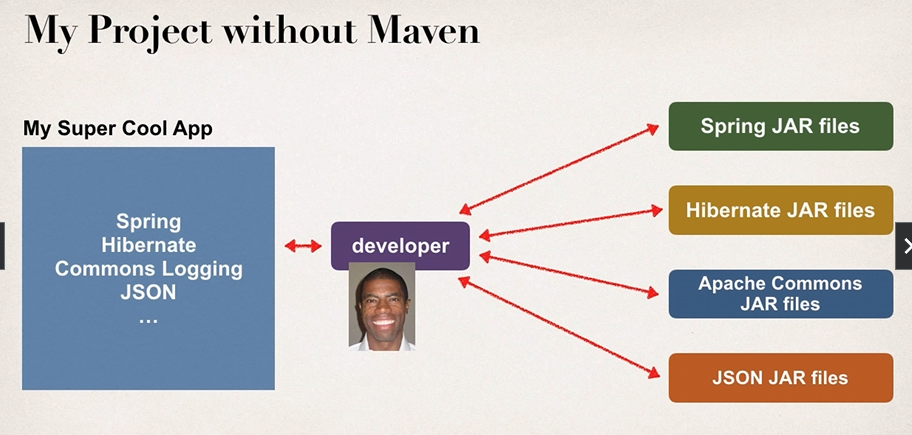 My Project without Maven
My Super Cool App
Spring
Hibernate
Commons Logging
JSON
...
developer
Spring JAR files
Hibernate JAR files
Apache Commons
JAR files
JSON JAR files